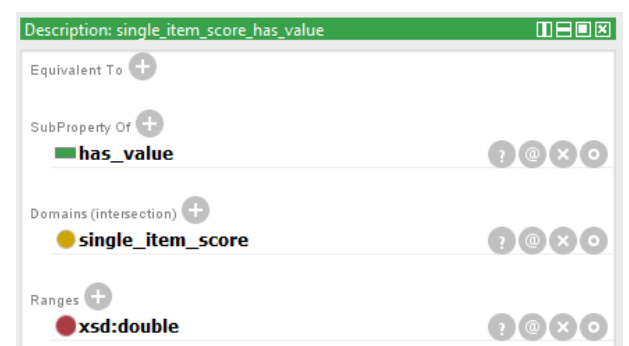 Description: single_item_score_has_value
Equivalent To
SubProperty Of
has_value
? @
Domains (intersection)
single_item_score
? @
Ranges
xsd:double
? @